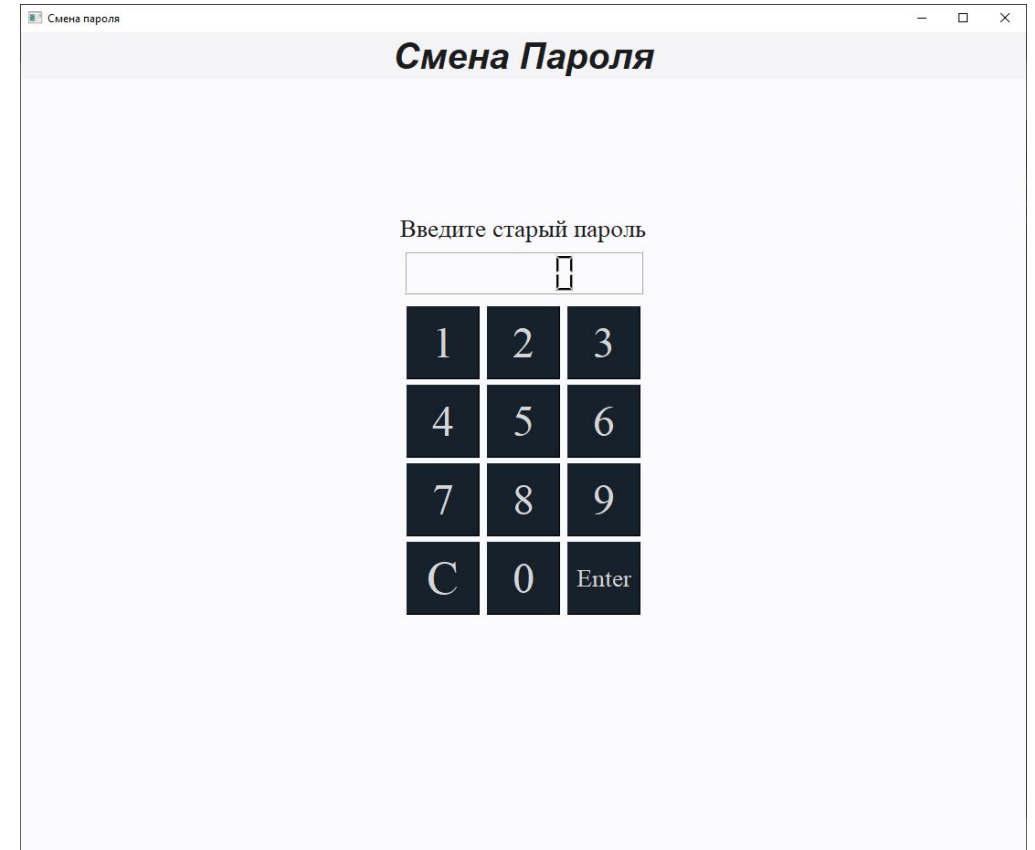 Смена пароля
Смена Пароля
Введите старый пароль
0
1 2 3
4 5 6
7 8 9
C 0 Enter